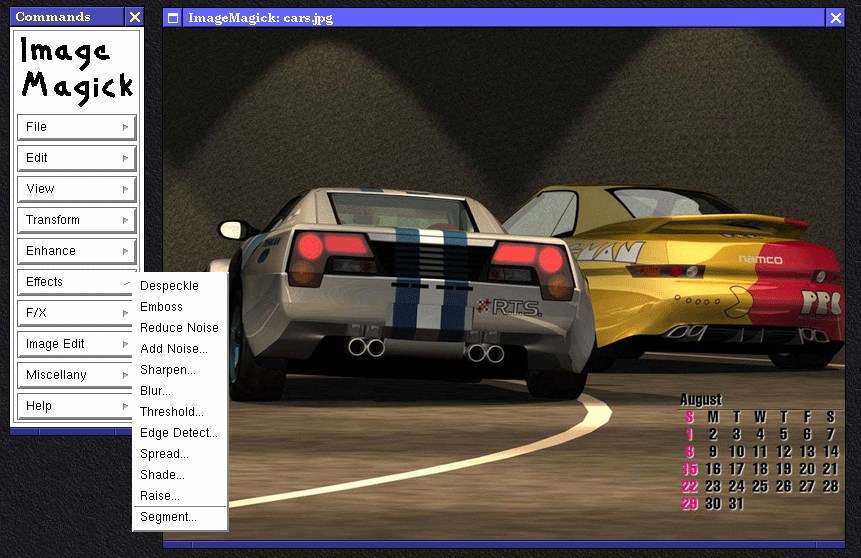 Commands
Image
Magick
File
Edit
View
Transform
Enhance
Effects
F/X
Image Edit
Miscellany
Help
Despeckle
Emboss
Reduce Noise
Add Noise...
Sharpen...
Blur...
Threshold...
Edge Detect...
Spread...
Shade...
Raise...
Segment...
ImageMagick: cars.jpg
R.T.S.
namco
August
S M T W T F S
1 2 3 4 5 6 7
8 9 10 11 12 13 14
15 16 17 18 19 20 21
22 23 24 25 26 27 28
29 30 31